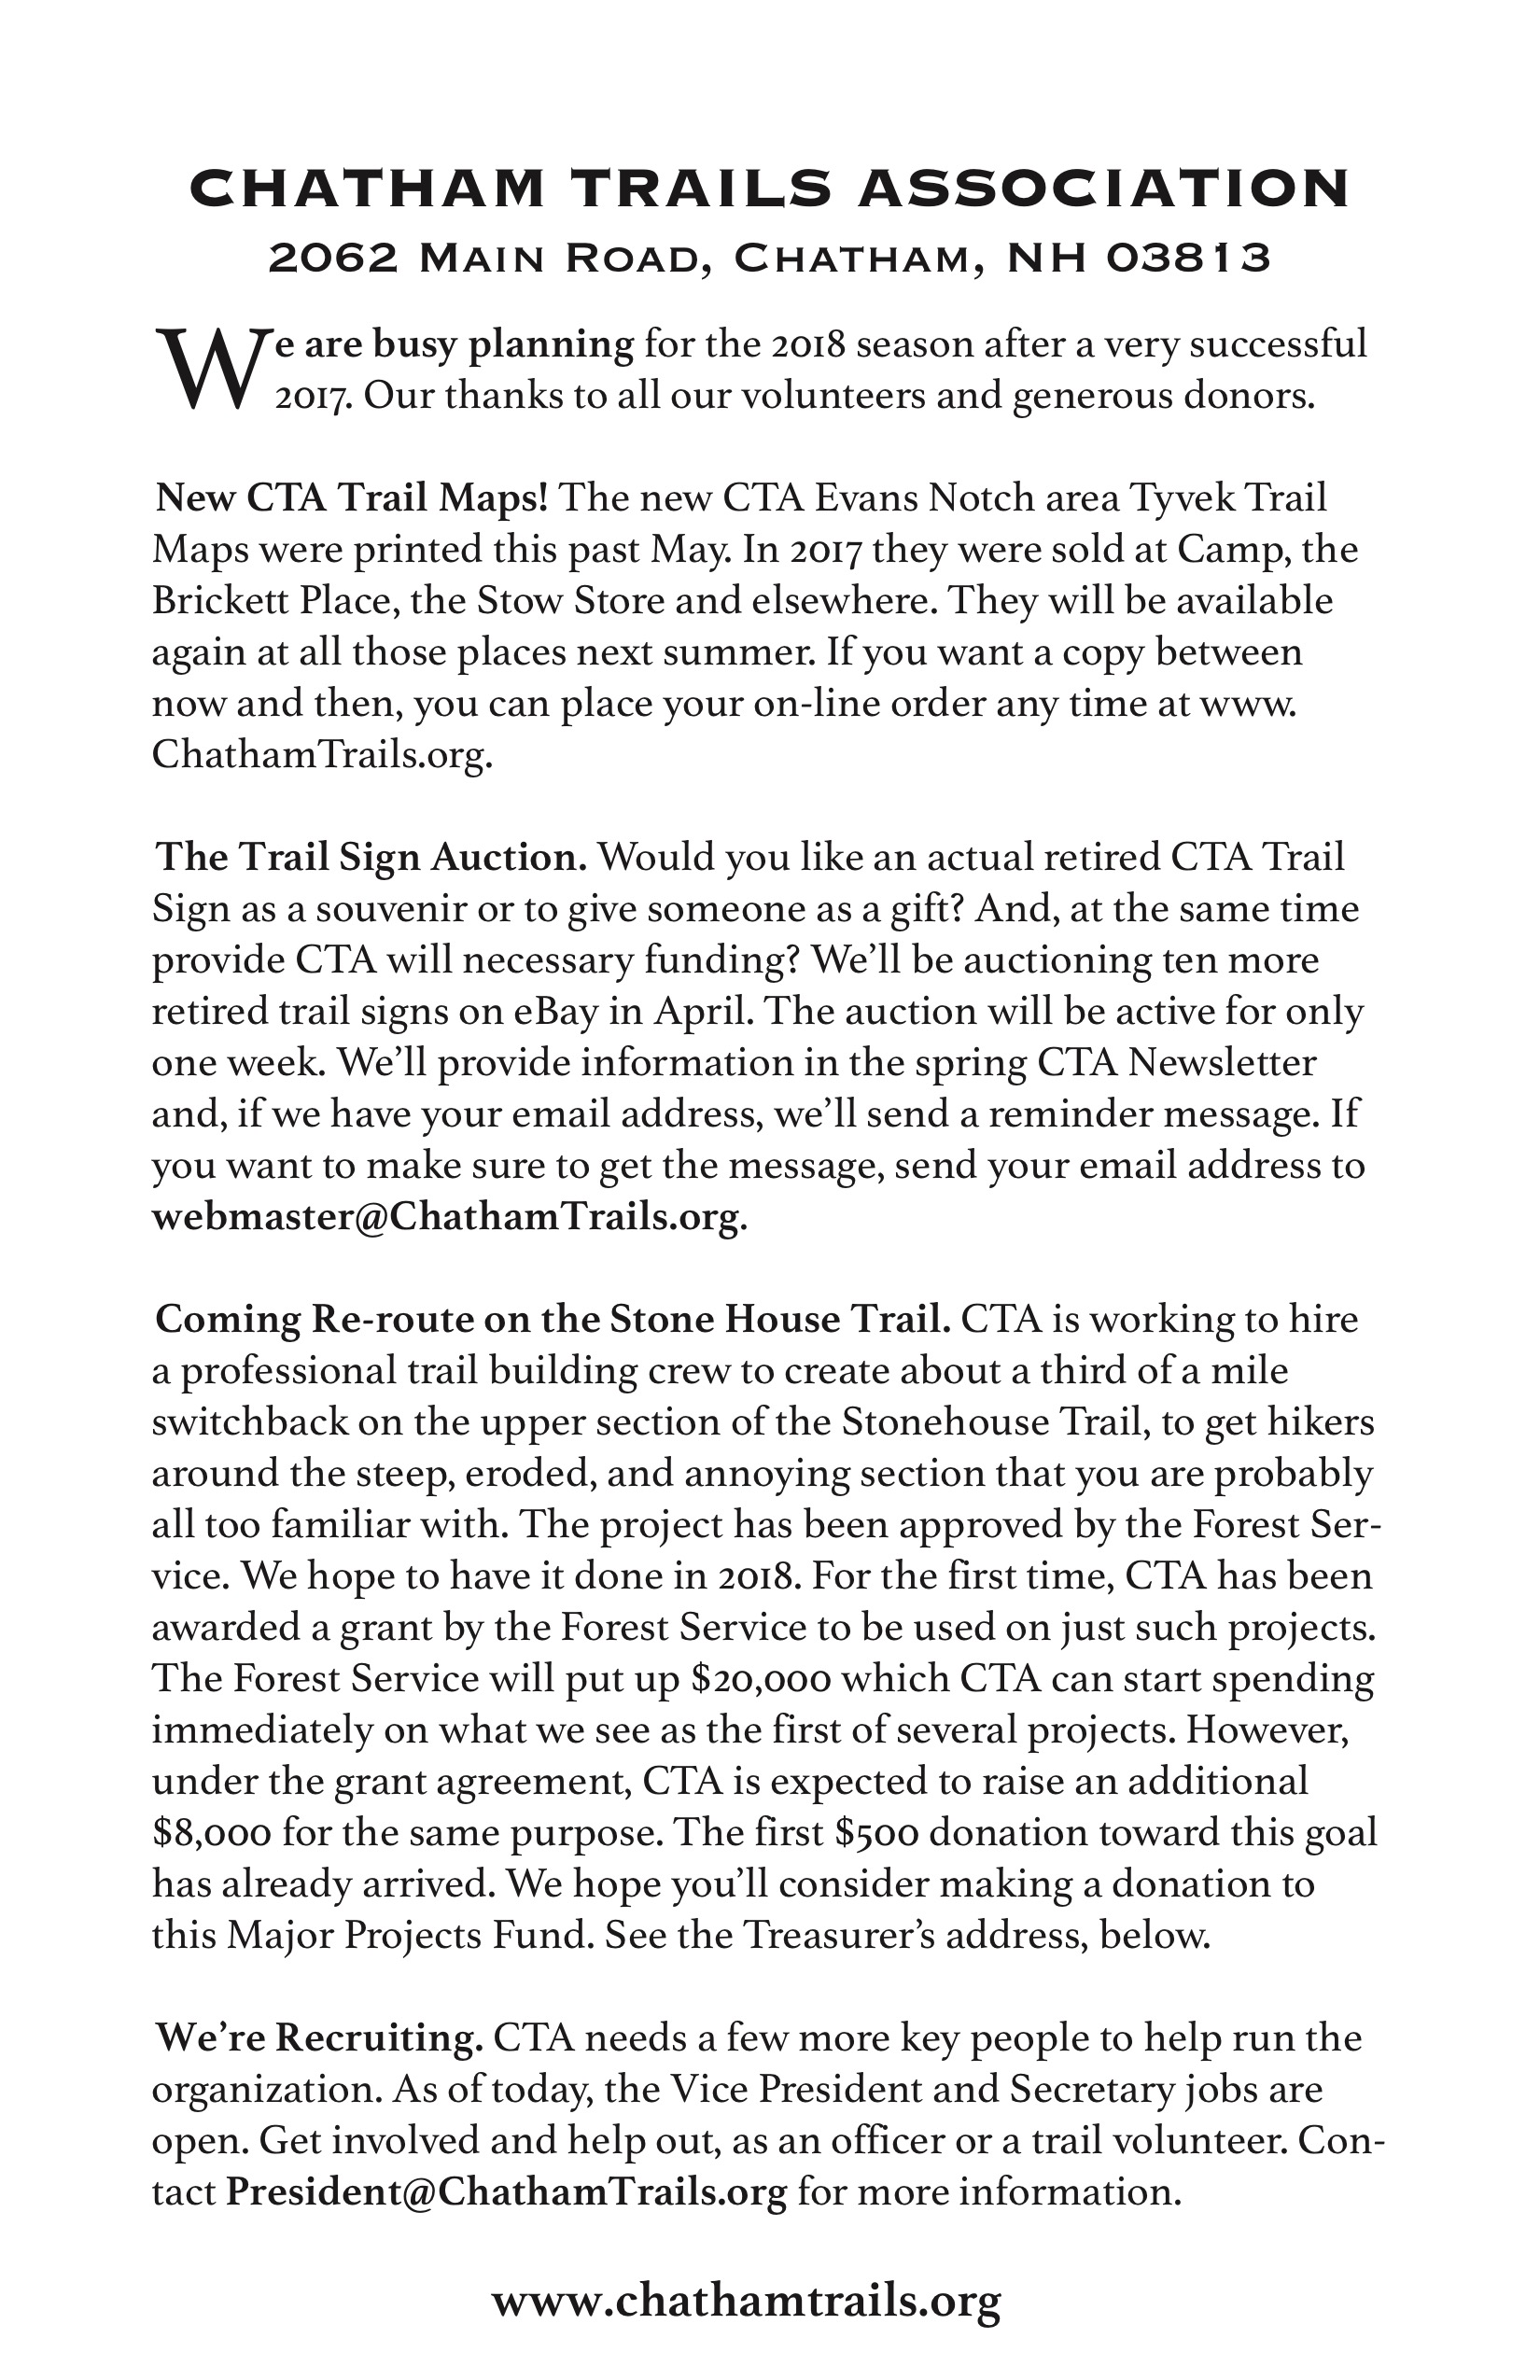 CHATHAM TRAILS ASSOCIATION
2062 Main Road, Chatham, NH 03813
We are busy planning for the 2018 season after a very successful
2017. Our thanks to all our volunteers and generous donors.
New CTA Trail Maps! The new CTA Evans Notch area Tyvek Trail
Maps were printed this past May. In 2017 they were sold at Camp, the
Brickett Place, the Stow Store and elsewhere. They will be available
again at all those places next summer. If you want a copy between
now and then, you can place your on-line order any time at www.
ChathamTrails.org.
The Trail Sign Auction. Would you like an actual retired CTA Trail
Sign as a souvenir or to give someone as a gift? And, at the same time
provide CTA will necessary funding? We’ll be auctioning ten more
retired trail signs on eBay in April. The auction will be active for only
one week. We’ll provide information in the spring CTA Newsletter
and, if we have your email address, we’ll send a reminder message. If
you want to make sure to get the message, send your email address to
webmaster@ChathamTrails.org.
Coming Re-route on the Stone House Trail. CTA is working to hire
a professional trail building crew to create about a third of a mile
switchback on the upper section of the Stonehouse Trail, to get hikers
around the steep, eroded, and annoying section that you are probably
all too familiar with. The project has been approved by the Forest Ser-
vice. We hope to have it done in 2018. For the first time, CTA has been
awarded a grant by the Forest Service to be used on just such projects.
The Forest Service will put up $20,000 which CTA can start spending
immediately on what we see as the first of several projects. However,
under the grant agreement, CTA is expected to raise an additional
$8,000 for the same purpose. The first $500 donation toward this goal
has already arrived. We hope you’ll consider making a donation to
this Major Projects Fund. See the Treasurer’s address, below.
We’re Recruiting. CTA needs a few more key people to help run the
organization. As of today, the Vice President and Secretary jobs are
open. Get involved and help out, as an officer or a trail volunteer. Con-
tact President@ChathamTrails.org for more information.
www.chathamtrails.org